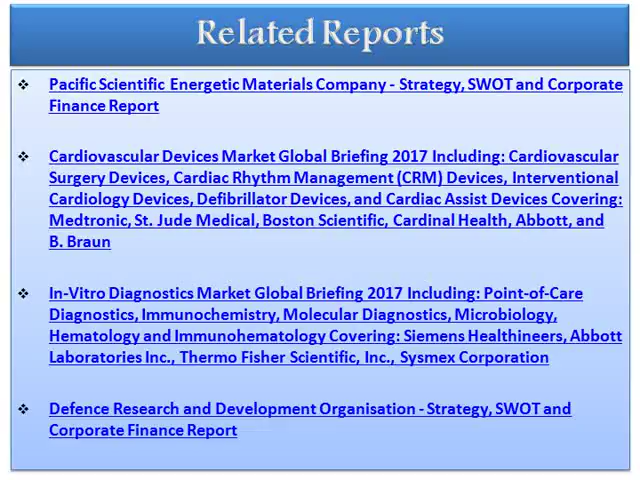 Related Reports
Pacific Scientific Energetic Materials Company - Strategy, SWOT and Corporate
Finance Report
Cardiovascular Devices Market Global Briefing 2017 Including: Cardiovascular
Surgery Devices, Cardiac Rhythm Management (CRM) Devices, Interventional
Cardiology Devices, Defibrillator Devices, and Cardiac Assist Devices Covering:
Medtronic, St. Jude Medical, Boston Scientific, Cardinal Health, Abbott, and
B. Braun
In-Vitro Diagnostics Market Global Briefing 2017 Including: Point-of-Care
Diagnostics, Immunochemistry, Molecular Diagnostics, Microbiology,
Hematology and Immunohematology Covering: Siemens Healthineers, Abbott
Laboratories Inc., Thermo Fisher Scientific, Inc., Sysmex Corporation
Defence Research and Development Organisation - Strategy, SWOT and
Corporate Finance Report